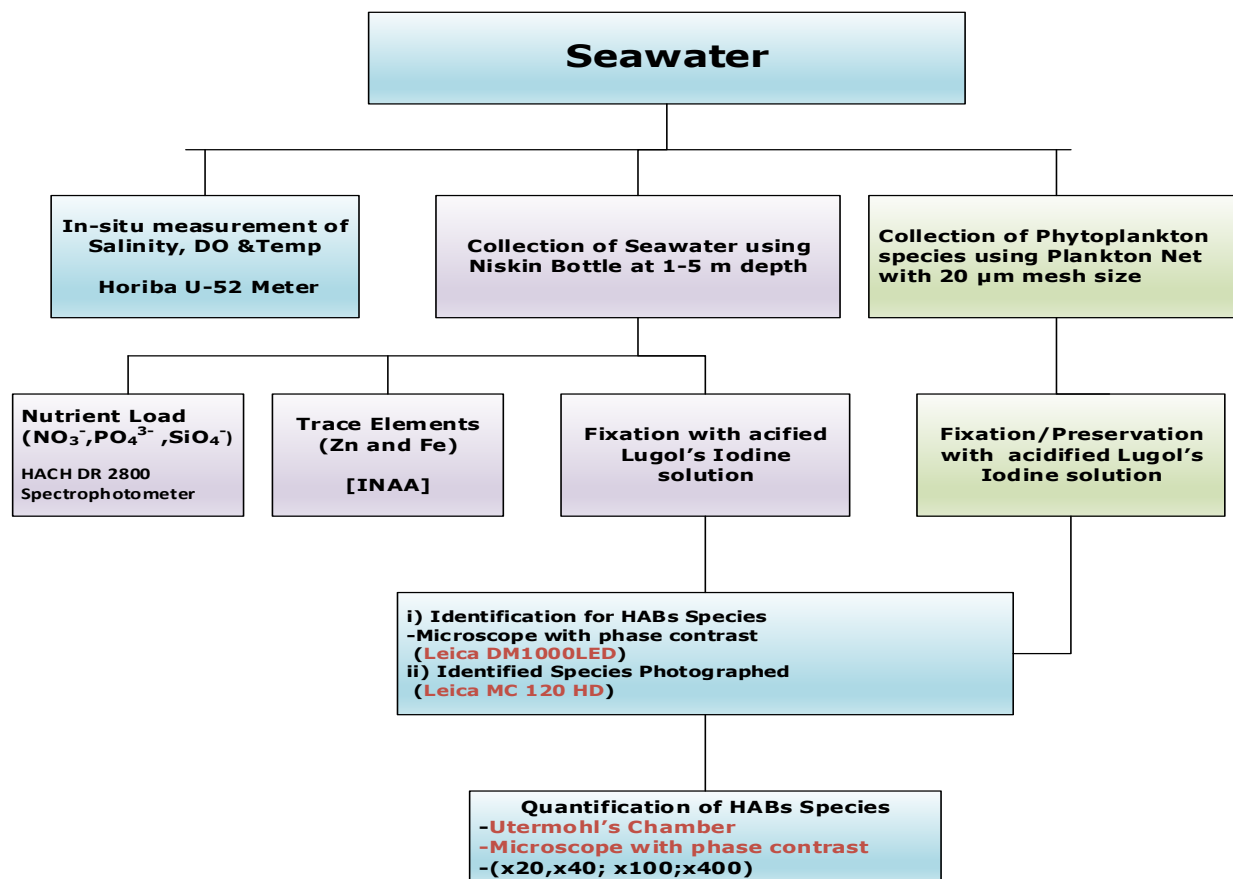 Seawater
In-situ measurement of
Salinity, DO &Temp
Horiba U-52 Meter
Collection of Seawater using
Niskin Bottle at 1-5 m depth
Collection of Phytoplankton
species using Plankton Net
with 20 µm mesh size
Nutrient Load
(NO₃⁻,PO₄³⁻ ,SiO₄⁻)
HACH DR 2800
Spectrophotometer
Trace Elements
(Zn and Fe)
[INAA]
Fixation with acified
Lugol’s Iodine
solution
Fixation/Preservation
with acidified Lugol’s
Iodine solution
i) Identification for HABs Species
-Microscope with phase contrast
(Leica DM1000LED)
ii) Identified Species Photographed
(Leica MC 120 HD)
Quantification of HABs Species
-Utermohl’s Chamber
-Microscope with phase contrast
-(x20,x40; x100;x400)